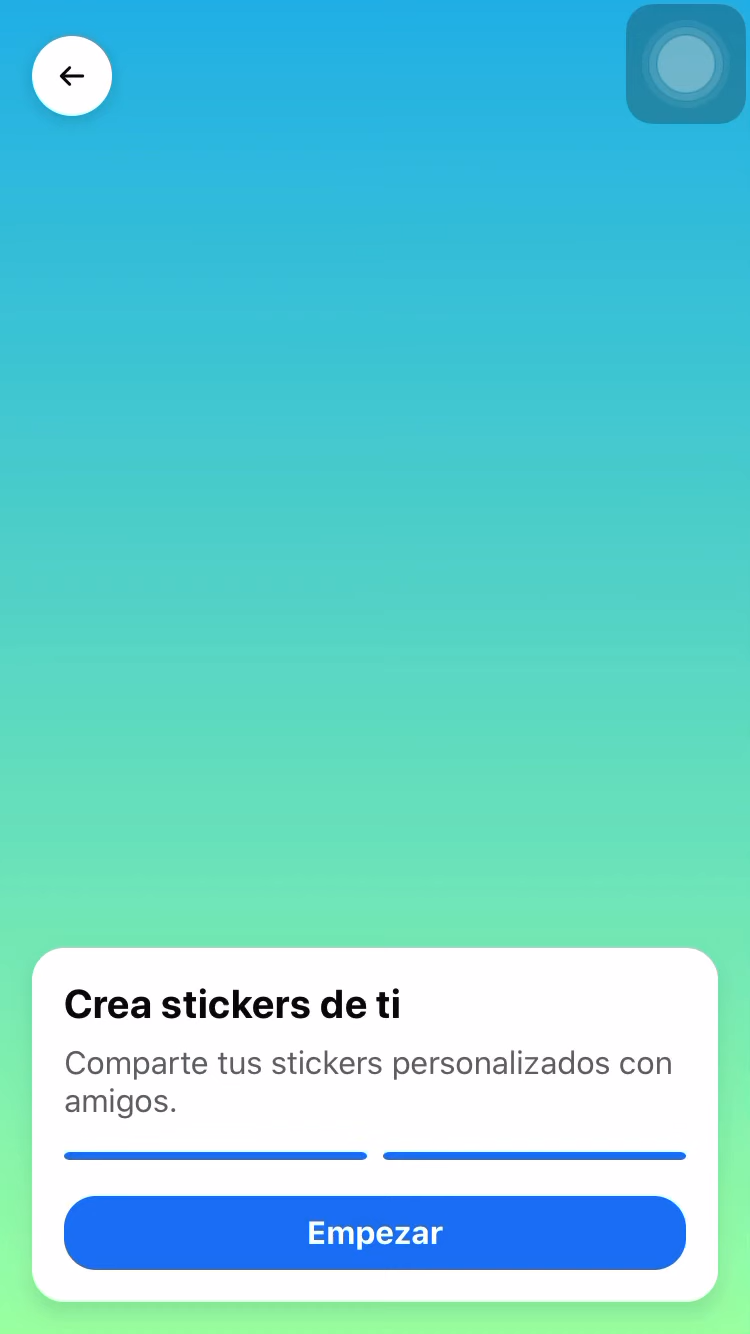 Crea stickers de ti
Comparte tus stickers personalizados con
amigos.
Empezar